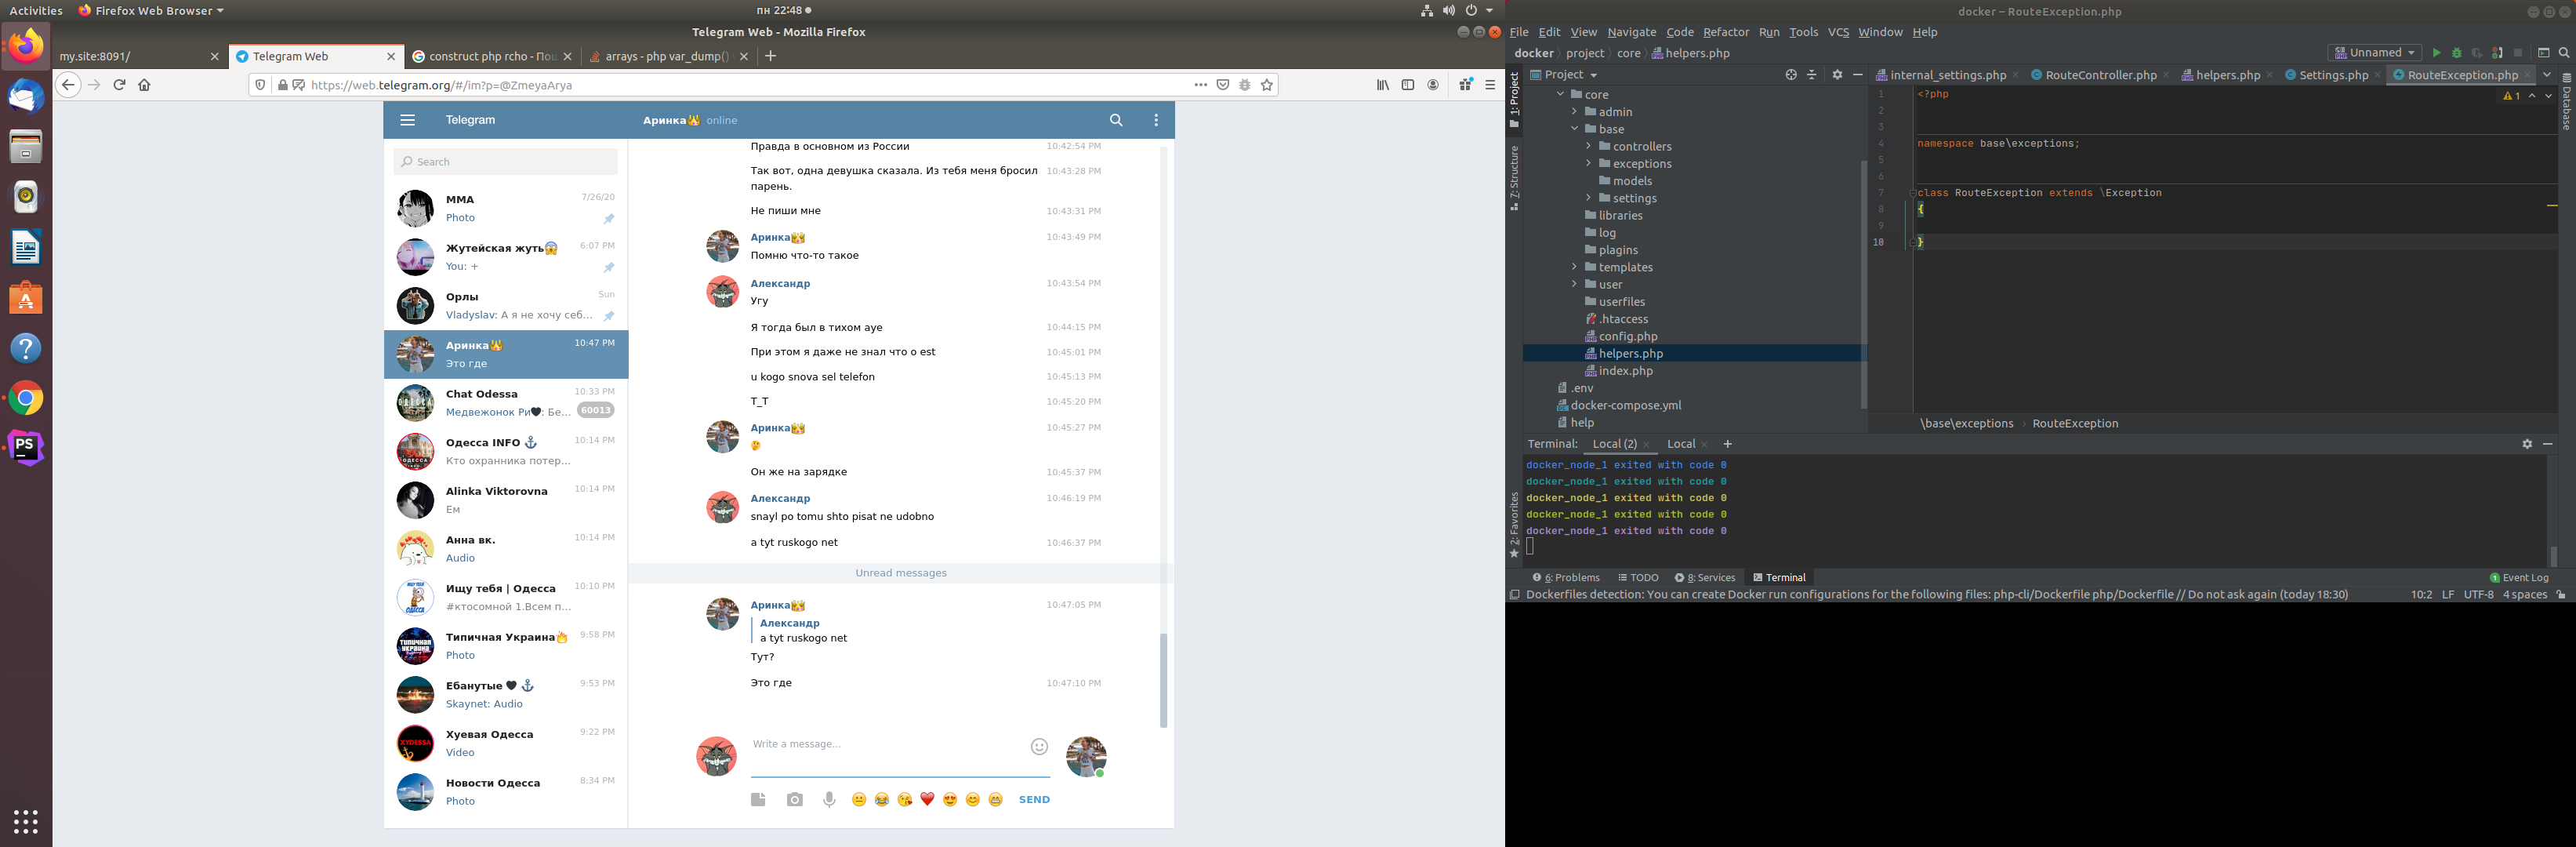 Activities
Firefox Web Browser
пн 22:48
Telegram Web - Mozilla Firefox
my.site:8091/
Telegram Web
construct php rcho - Пош
arrays - php var_dump()
https://web.telegram.org/#/im?p=@ZmeyaArya
Telegram
Аринка online
Search
MMA 7/26/20
Photo
Жутейская жуть 6:07 PM
You: +
Орлы Sun
Vladyslav: А я не хочу себ...
Аринка 10:47 PM
Это где
Chat Odessa 10:33 PM
Медвежонок Ри: Бе... 60013
Одесса INFO 10:14 PM
Кто охранника потер...
Alinka Viktorovna 10:14 PM
Ем
Анна вк. 10:14 PM
Audio
Ищу тебя | Одесса 10:10 PM
#ктосомной 1.Всем п...
Типичная Украина 9:58 PM
Photo
Ебанутые 9:53 PM
Skaynet: Audio
Хуевая Одесса 9:22 PM
Video
Новости Одесса 8:34 PM
Photo
Правда в основном из России 10:42:54 PM
Так вот, одна девушка сказала. Из тебя меня бросил 10:43:28 PM
парень.
Не пиши мне 10:43:31 PM
Аринка 10:43:49 PM
Помню что-то такое
Александр 10:43:54 PM
Угу
Я тогда был в тихом ауе 10:44:15 PM
При этом я даже не знал что о est 10:45:01 PM
u kogo snova sel telefon 10:45:13 PM
T_T 10:45:20 PM
Аринка 10:45:27 PM
Он же на зарядке 10:45:37 PM
Александр 10:46:19 PM
snayl po tomu shto pisat ne udobno
a tyt ruskogo net 10:46:37 PM
Unread messages
Аринка 10:47:05 PM
Александр
a tyt ruskogo net
Тут?
Это где 10:47:10 PM
Write a message...
SEND
docker – RouteException.php
File Edit View Navigate Code Refactor Run Tools VCS Window Help
docker project core helpers.php
Unnamed
Project
internal_settings.php
RouteController.php
helpers.php
Settings.php
RouteException.php
1: Project
7: Structure
2: Favorites
Database
core
admin
base
controllers
exceptions
models
settings
libraries
log
plagins
templates
user
userfiles
.htaccess
config.php
helpers.php
index.php
.env
docker-compose.yml
help
1 <?php
2
3
4 namespace base\exceptions;
5
6
7 class RouteException extends \Exception
8 {
9
10 }
1
\base\exceptions › RouteException
Terminal: Local (2) Local
docker_node_1 exited with code 0
docker_node_1 exited with code 0
docker_node_1 exited with code 0
docker_node_1 exited with code 0
docker_node_1 exited with code 0
6: Problems TODO 8: Services Terminal
1 Event Log
Dockerfiles detection: You can create Docker run configurations for the following files: php-cli/Dockerfile php/Dockerfile // Do not ask again (today 18:30)
10:2 LF UTF-8 4 spaces